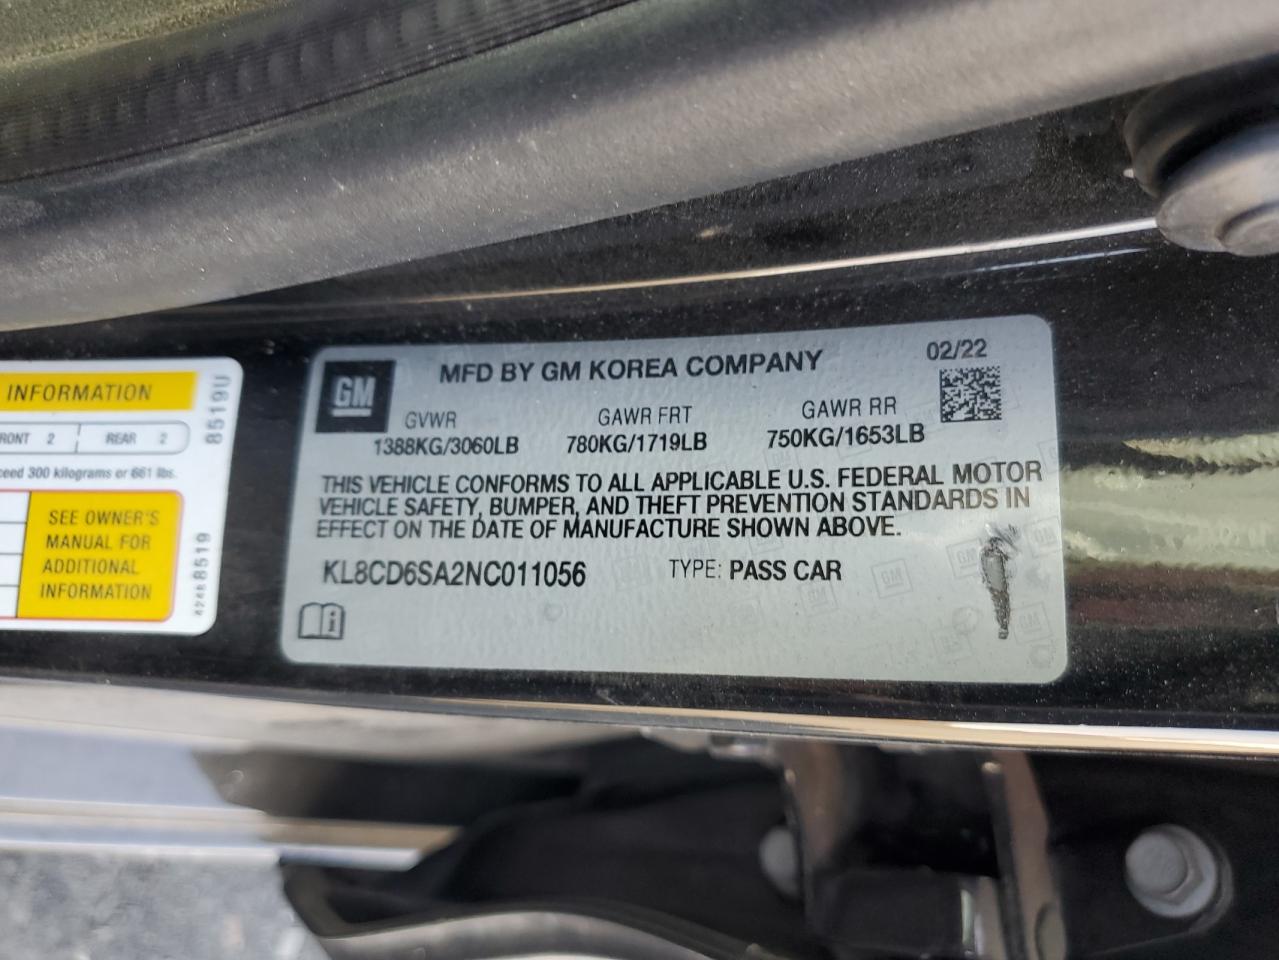 INFORMATION
8519U
RONT 2 REAR 2
ceed 300 kilograms or 661 lbs.
SEE OWNER'S
MANUAL FOR
ADDITIONAL
INFORMATION
42488519
GM
MFD BY GM KOREA COMPANY
02/22
GVWR GAWR FRT GAWR RR
1388KG/3060LB 780KG/1719LB 750KG/1653LB
THIS VEHICLE CONFORMS TO ALL APPLICABLE U.S. FEDERAL MOTOR
VEHICLE SAFETY, BUMPER, AND THEFT PREVENTION STANDARDS IN
EFFECT ON THE DATE OF MANUFACTURE SHOWN ABOVE.
KL8CD6SA2NC011056 TYPE: PASS CAR